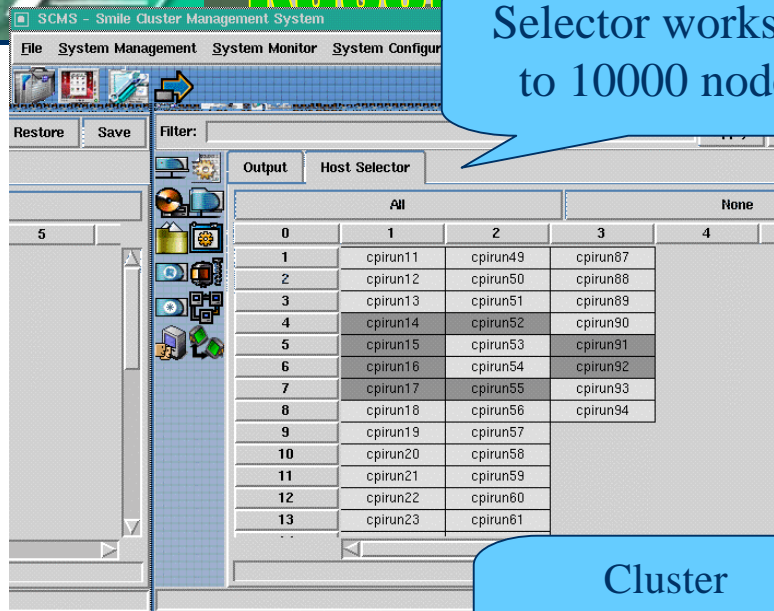 SCMS - Smile Cluster Management System
File System Management System Monitor System Configur
Selector works
to 10000 nod
Restore Save Filter:
Output Host Selector
All None
5 0 1 2 3 4
1 cpirun11 cpirun49 cpirun87
2 cpirun12 cpirun50 cpirun88
3 cpirun13 cpirun51 cpirun89
4 cpirun14 cpirun52 cpirun90
5 cpirun15 cpirun53 cpirun91
6 cpirun16 cpirun54 cpirun92
7 cpirun17 cpirun55 cpirun93
8 cpirun18 cpirun56 cpirun94
9 cpirun19 cpirun57
10 cpirun20 cpirun58
11 cpirun21 cpirun59
12 cpirun22 cpirun60
13 cpirun23 cpirun61
Cluster